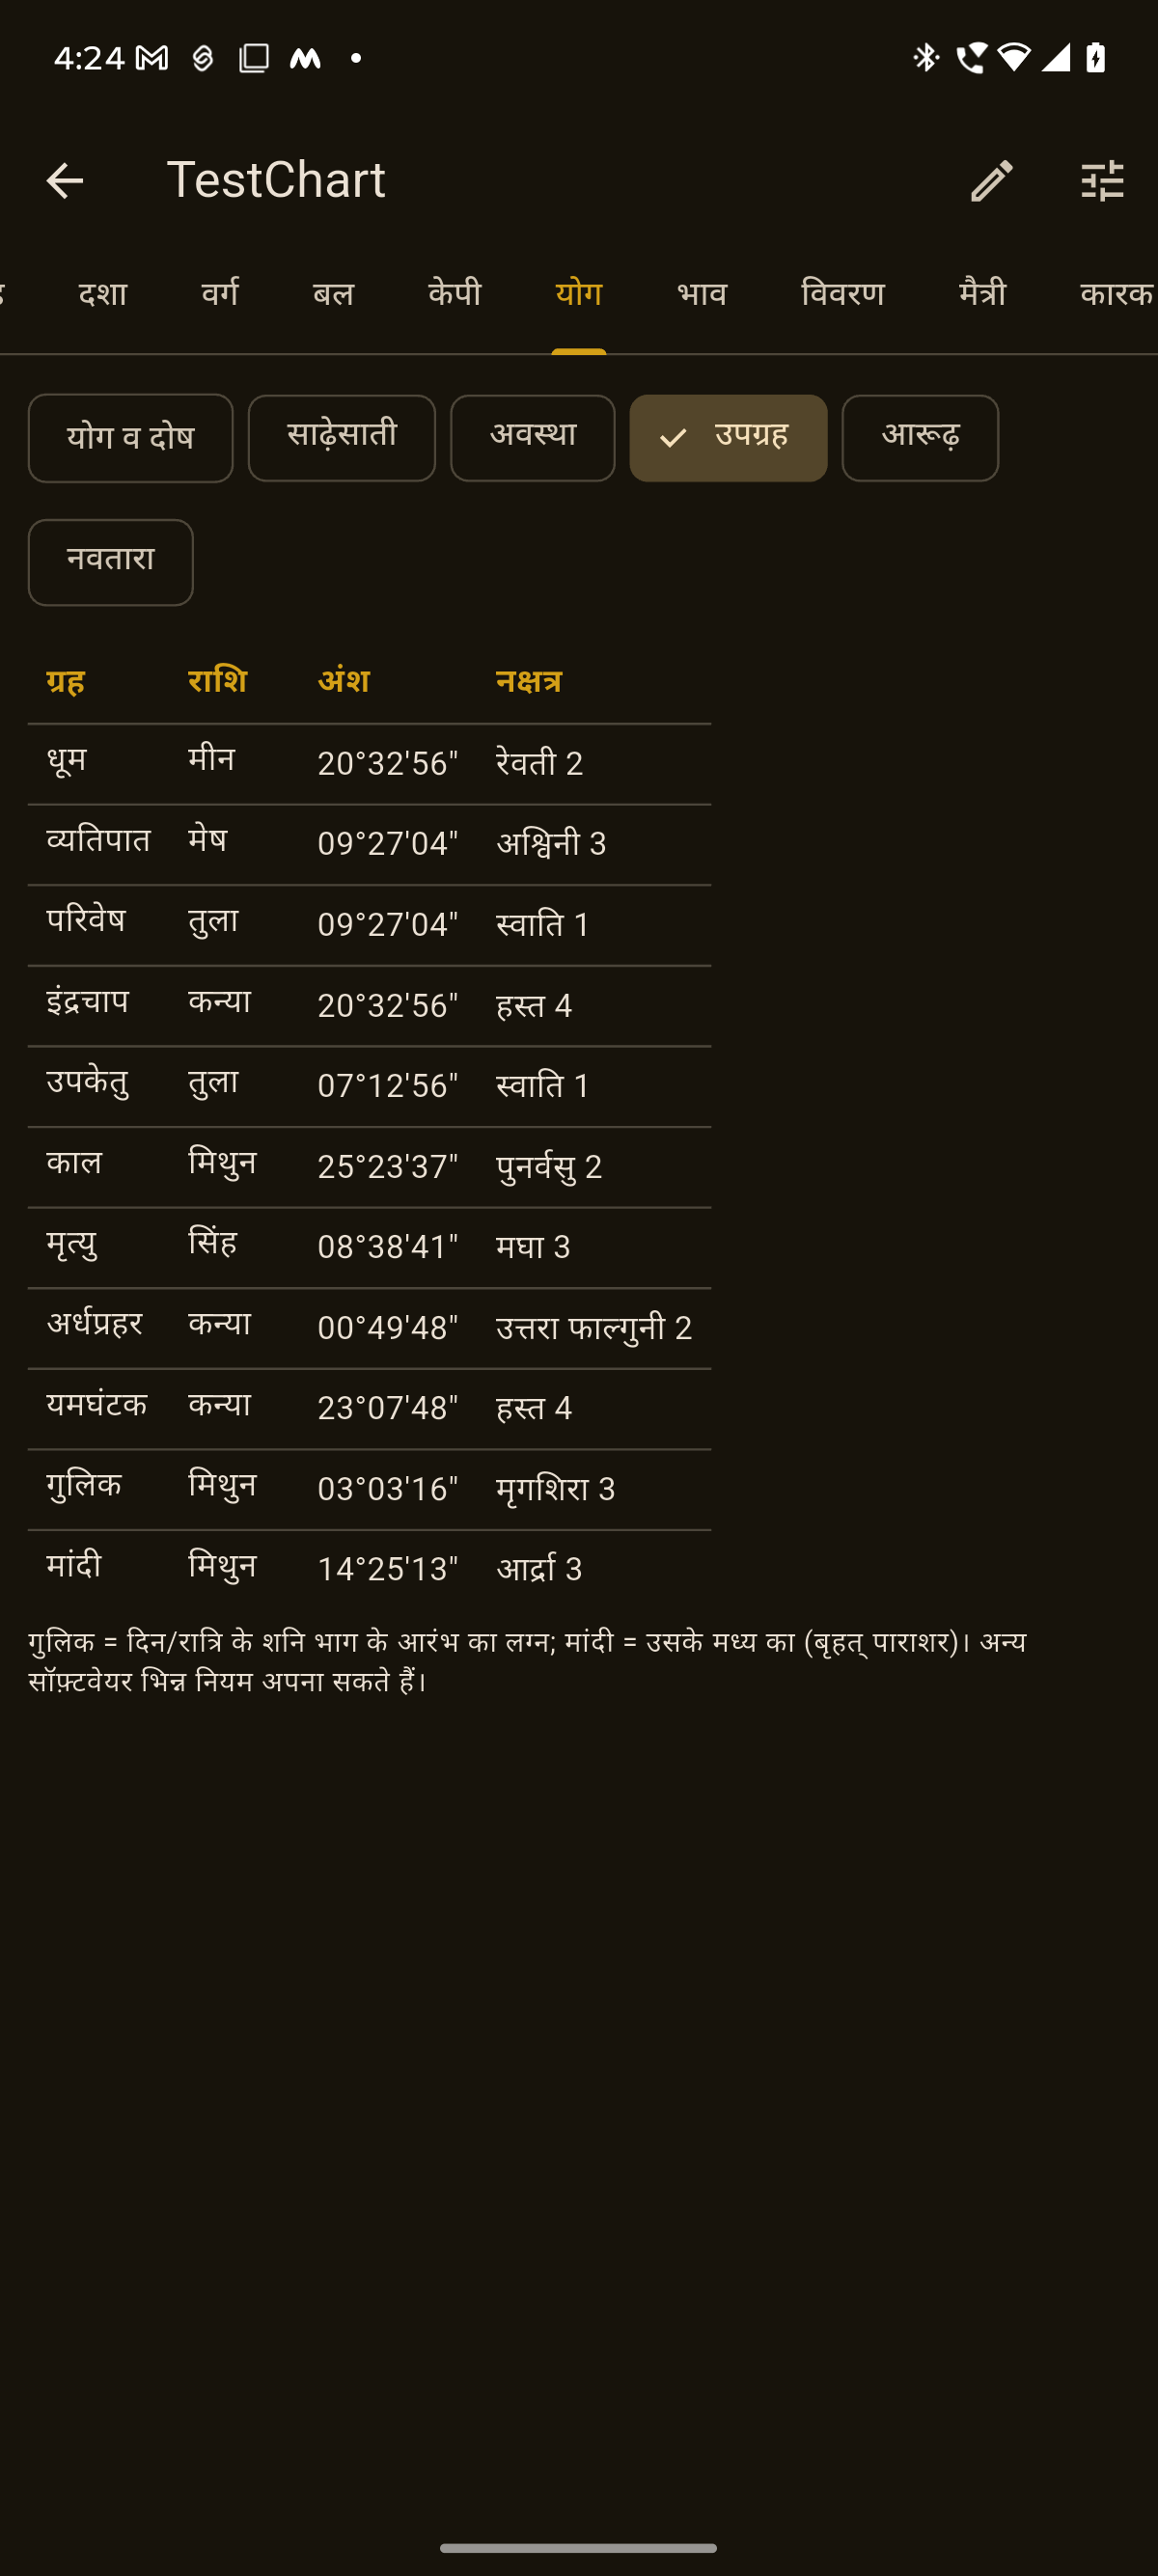 4:24
TestChart
दशा वर्ग बल केपी योग भाव विवरण मैत्री कारक
योग व दोष साढ़ेसाती अवस्था उपग्रह आरूढ़
नवतारा
ग्रह राशि अंश नक्षत्र
धूम मीन 20°32'56" रेवती 2
व्यतिपात मेष 09°27'04" अश्विनी 3
परिवेष तुला 09°27'04" स्वाति 1
इंद्रचाप कन्या 20°32'56" हस्त 4
उपकेतु तुला 07°12'56" स्वाति 1
काल मिथुन 25°23'37" पुनर्वसु 2
मृत्यु सिंह 08°38'41" मघा 3
अर्धप्रहर कन्या 00°49'48" उत्तरा फाल्गुनी 2
यमघंटक कन्या 23°07'48" हस्त 4
गुलिक मिथुन 03°03'16" मृगशिरा 3
मांदी मिथुन 14°25'13" आर्द्रा 3
गुलिक = दिन/रात्रि के शनि भाग के आरंभ का लग्न; मांदी = उसके मध्य का (बृहत् पाराशर)। अन्य
सॉफ़्टवेयर भिन्न नियम अपना सकते हैं।